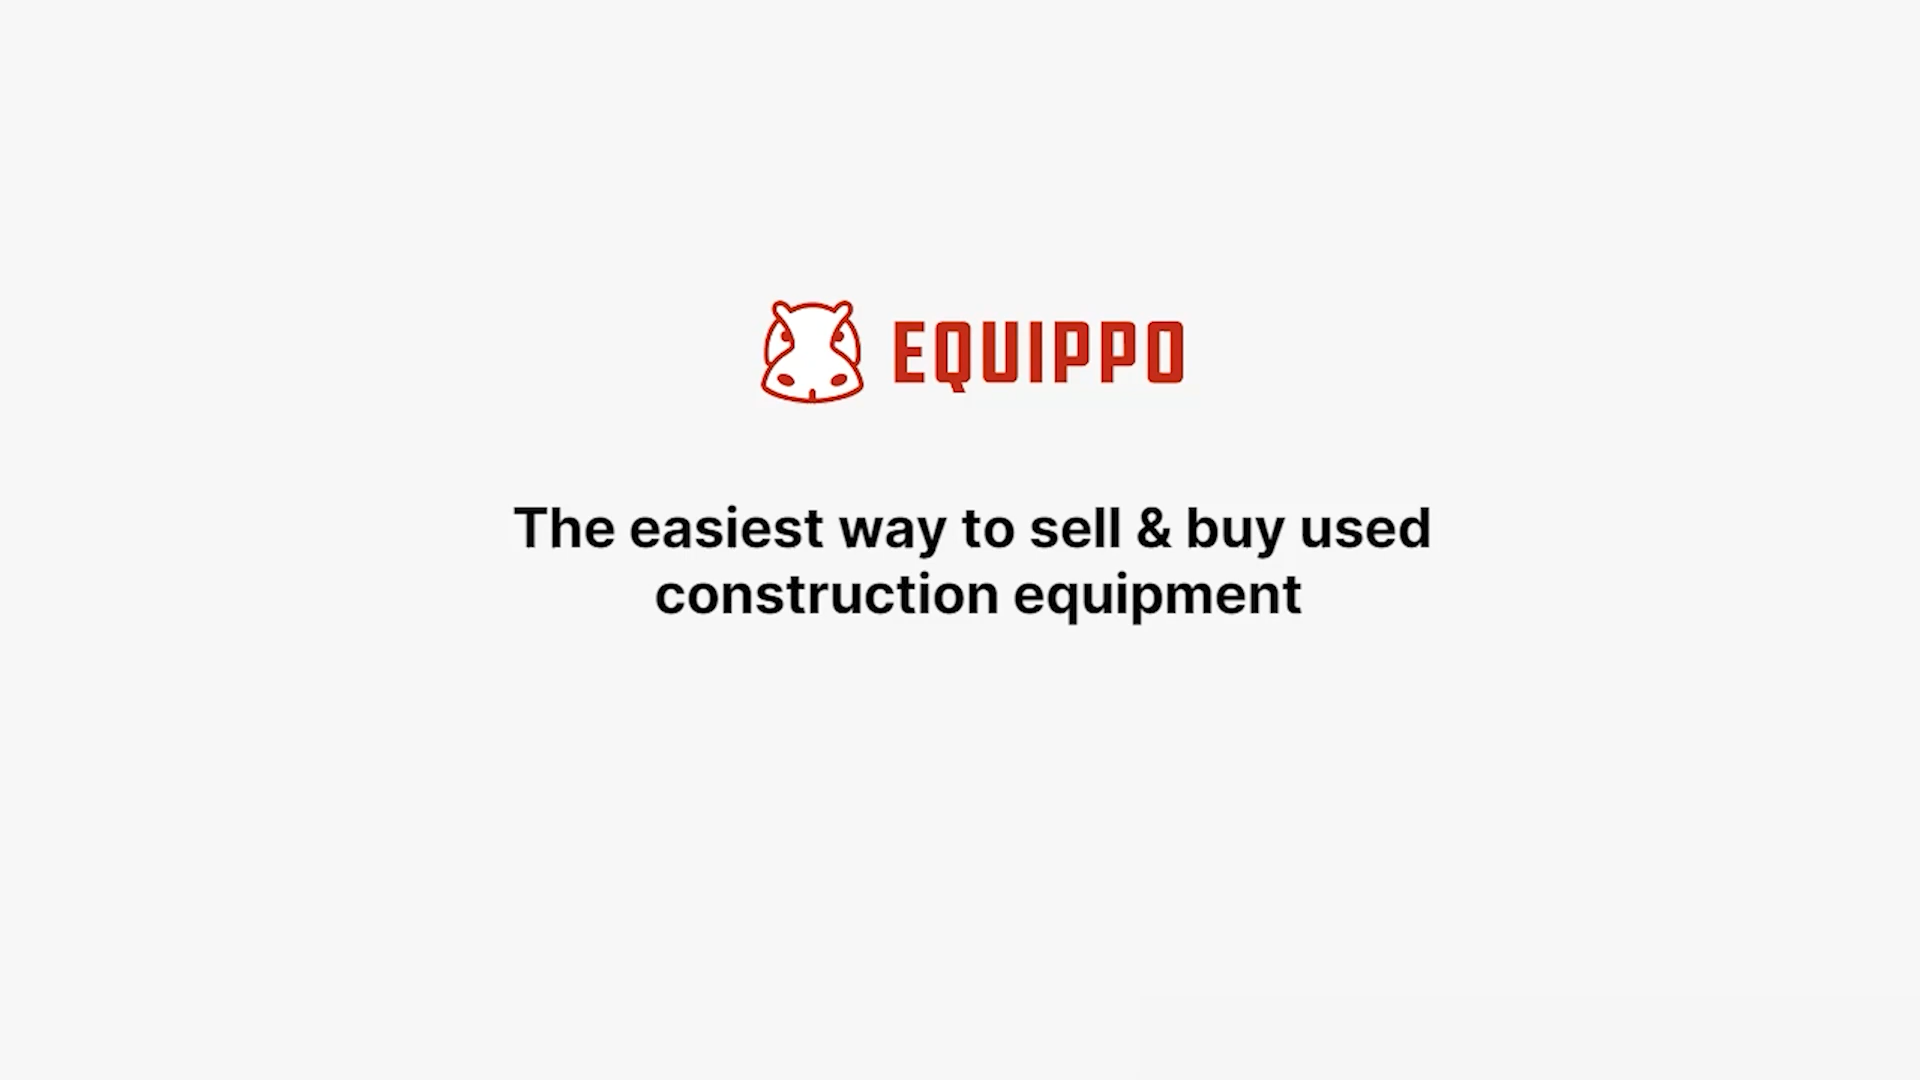 EQUIPPO
The easiest way to sell & buy used
construction equipment